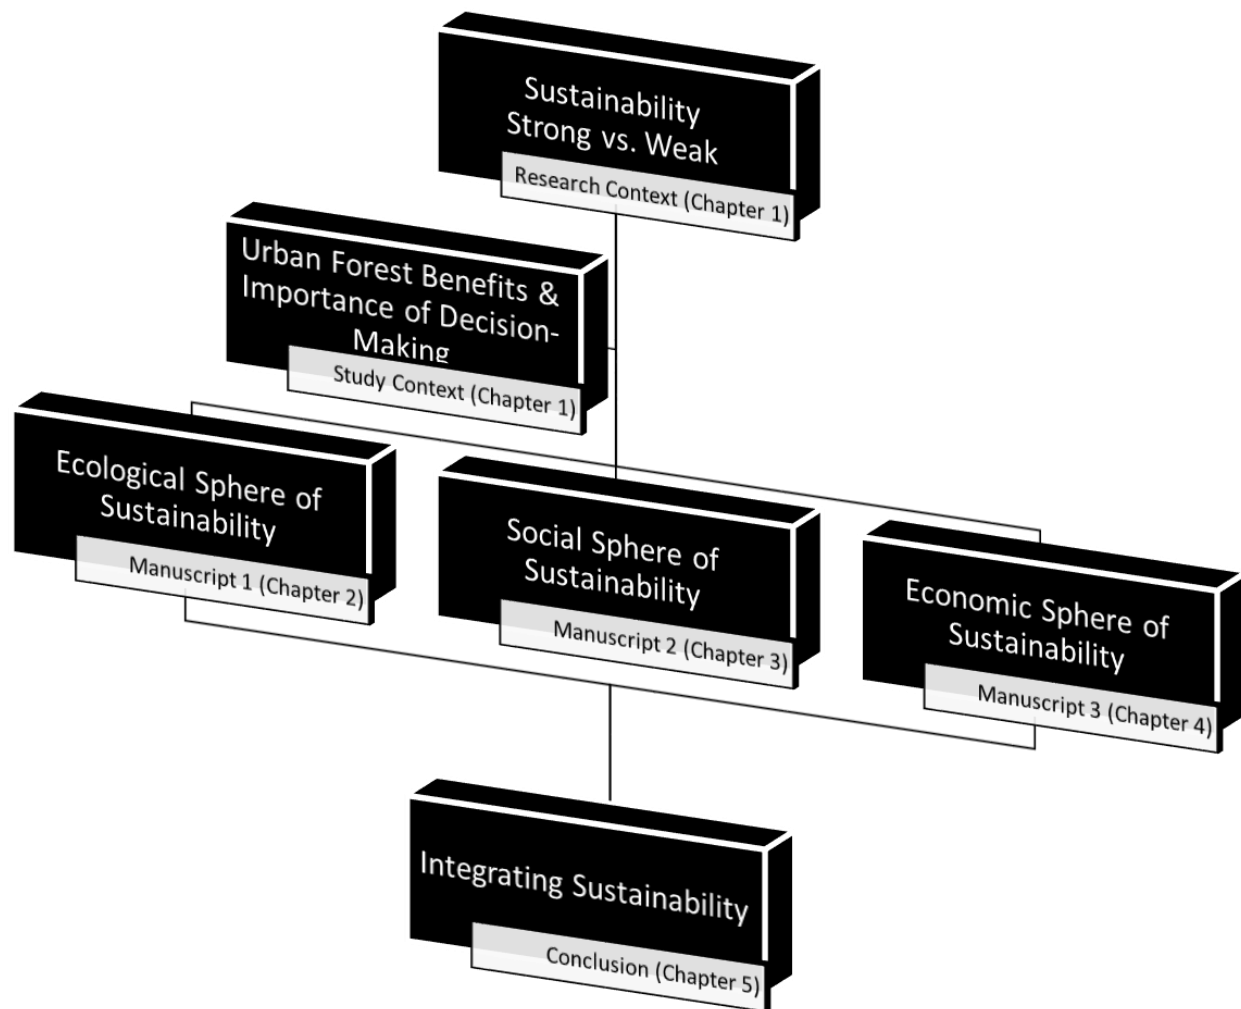 Sustainability
Strong vs. Weak
Research Context (Chapter 1)
Urban Forest Benefits &
Importance of Decision-
Making
Study Context (Chapter 1)
Ecological Sphere of
Sustainability
Manuscript 1 (Chapter 2)
Social Sphere of
Sustainability
Manuscript 2 (Chapter 3)
Economic Sphere of
Sustainability
Manuscript 3 (Chapter 4)
Integrating Sustainability
Conclusion (Chapter 5)